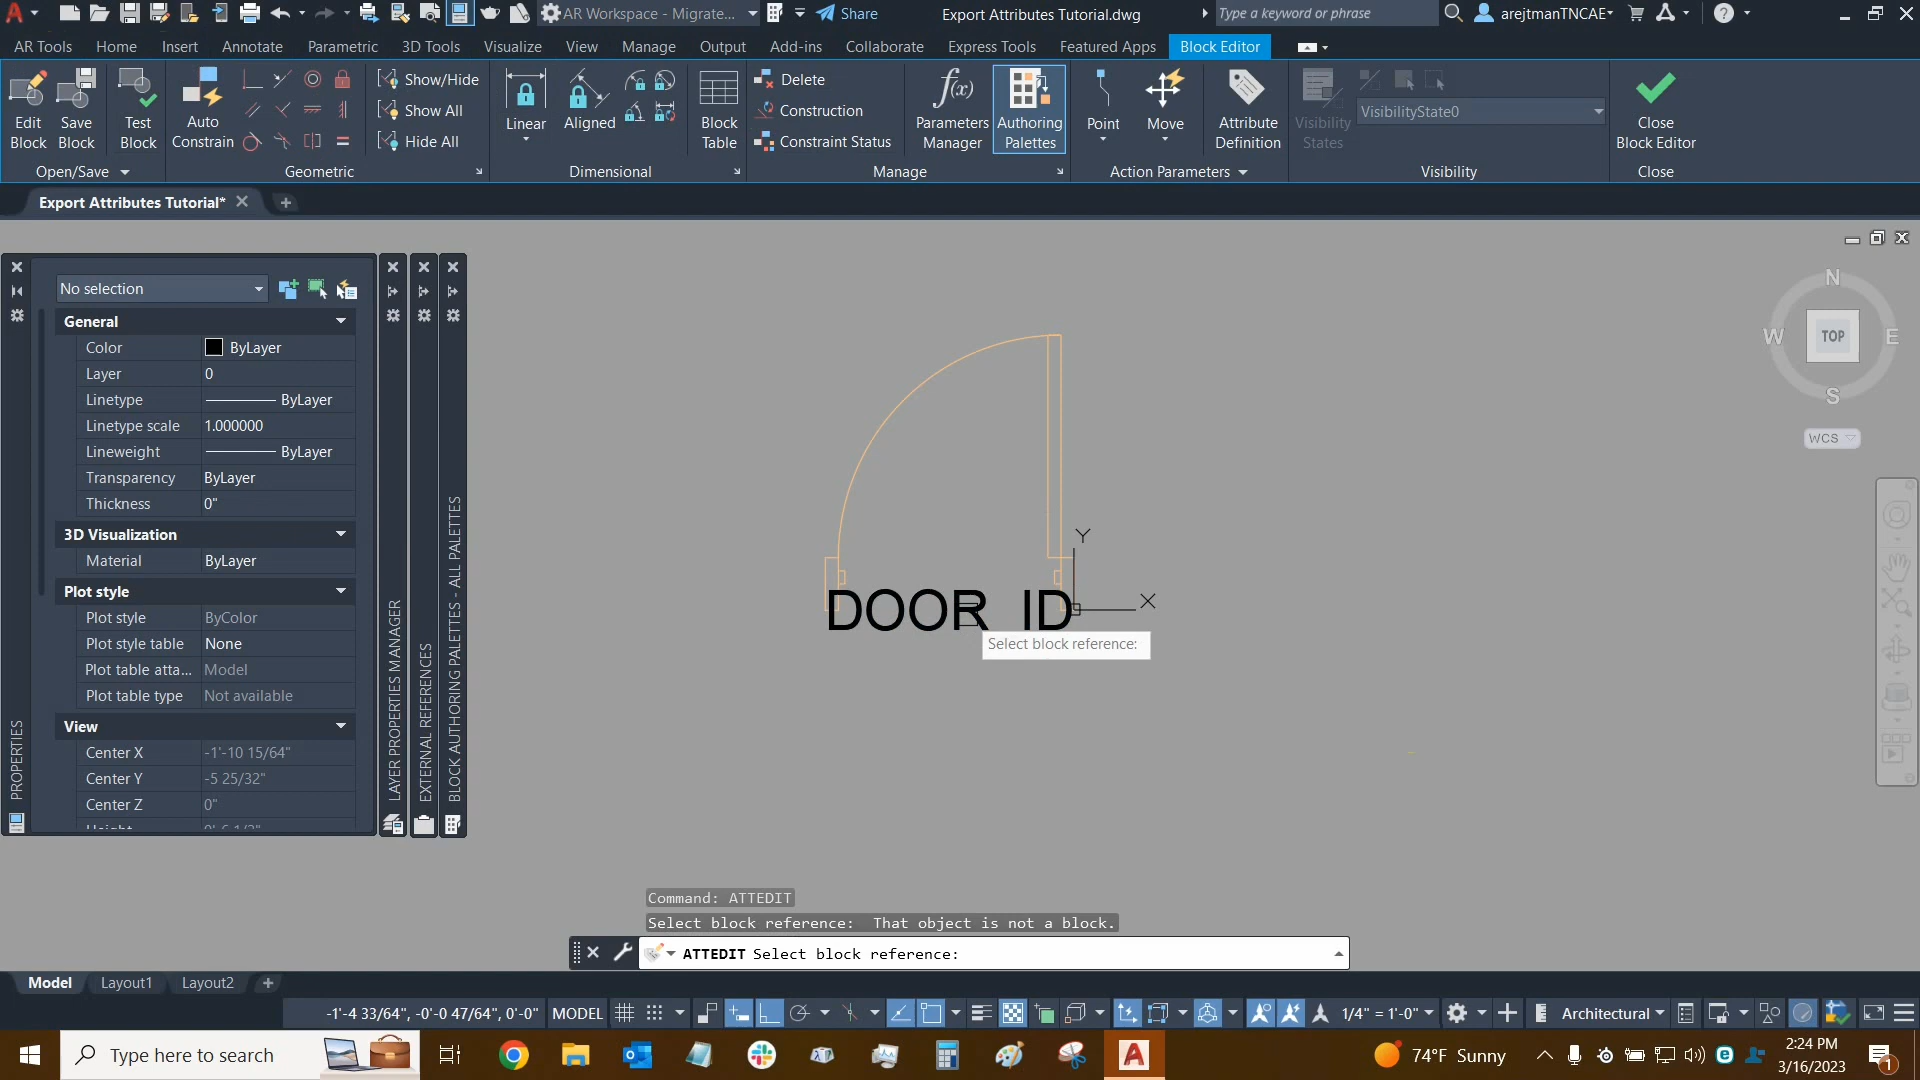 AR Workspace - Migrate...
Share
Export Attributes Tutorial.dwg
Type a keyword or phrase
arejtmanTNCAE
AR Tools
Home
Insert
Annotate
Parametric
3D Tools
Visualize
View
Manage
Output
Add-ins
Collaborate
Express Tools
Featured Apps
Block Editor
Edit
Block
Save
Block
Test
Block
Auto
Constrain
Show/Hide
Show All
Hide All
Linear
Aligned
Block
Table
Delete
Construction
Constraint Status
f(x)
Parameters
Manager
Authoring
Palettes
Point
Move
Attribute
Definition
Visibility
States
VisibilityState0
Close
Block Editor
Open/Save
Geometric
Dimensional
Manage
Action Parameters
Visibility
Close
Export Attributes Tutorial*
No selection
General
Color ByLayer
Layer 0
Linetype ByLayer
Linetype scale 1.000000
Lineweight ByLayer
Transparency ByLayer
Thickness 0"
3D Visualization
Material ByLayer
Plot style
Plot style ByColor
Plot style table None
Plot table atta... Model
Plot table type Not available
View
Center X -1'-10 15/64"
Center Y -5 25/32"
Center Z 0"
PROPERTIES
LAYER PROPERTIES MANAGER
EXTERNAL REFERENCES
BLOCK AUTHORING PALETTES - ALL PALETTES
N
W
TOP
E
S
WCS
Y
X
DOOR_ID
Select block reference:
Command: ATTEDIT
Select block reference:  That object is not a block.
ATTEDIT Select block reference:
Model
Layout1
Layout2
-1'-4 33/64", -0'-0 47/64", 0'-0"
MODEL
1/4" = 1'-0"
Architectural
Type here to search
74°F Sunny
2:24 PM
3/16/2023
1